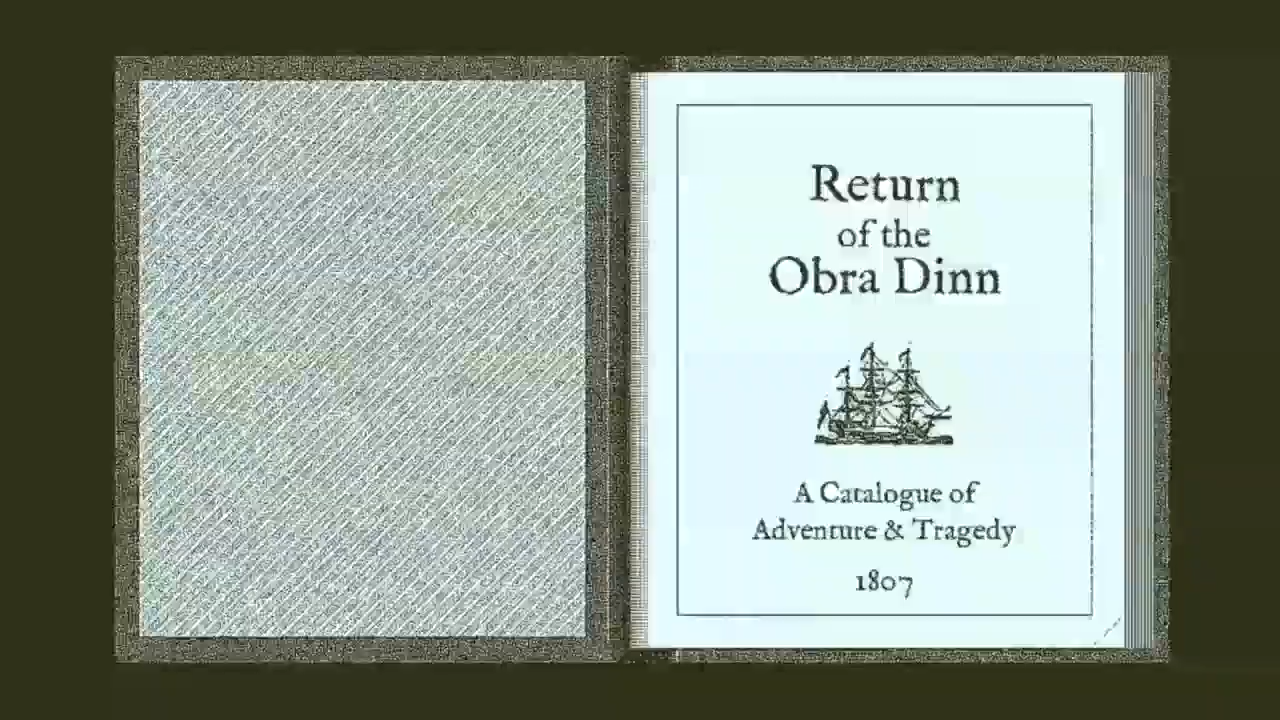 Return
of the
Obra Dinn
A Catalogue of
Adventure & Tragedy
1807